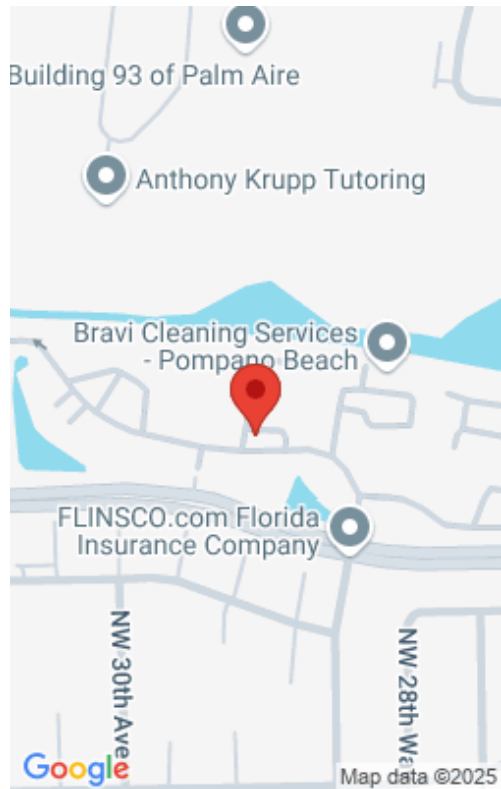 Building 93 of Palm Aire
Anthony Krupp Tutoring
Bravi Cleaning Services
- Pompano Beach
FLINSCO.com Florida
Insurance Company
NW 30th Ave
NW 28th Wa
Google
Map data ©2025